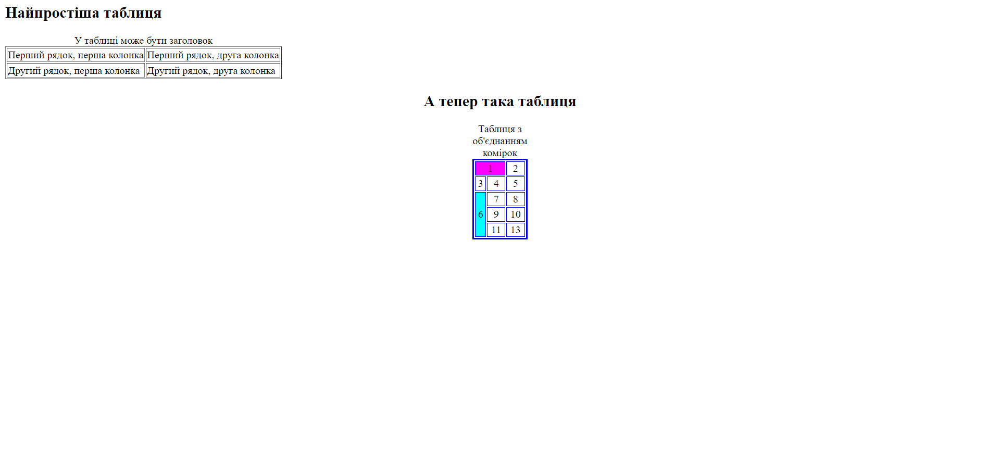 Найпростіша таблиця
У таблиці може бути заголовок
Перший рядок, перша колонка Перший рядок, друга колонка
Другий рядок, перша колонка Другий рядок, друга колонка
А тепер така таблиця
Таблиця з
об'єднанням
комірок
1 2
3 4 5
7 8
6 9 10
11 13